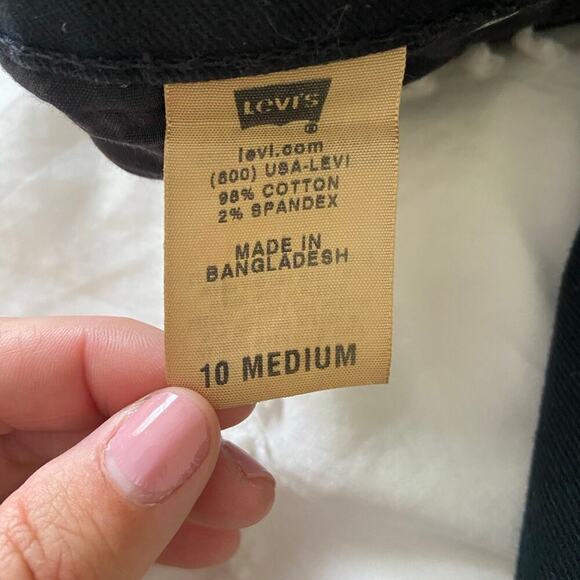 Levi's
®
levi.com
(800) USA-LEVI
98% COTTON
2% SPANDEX
MADE IN
BANGLADESH
10 MEDIUM